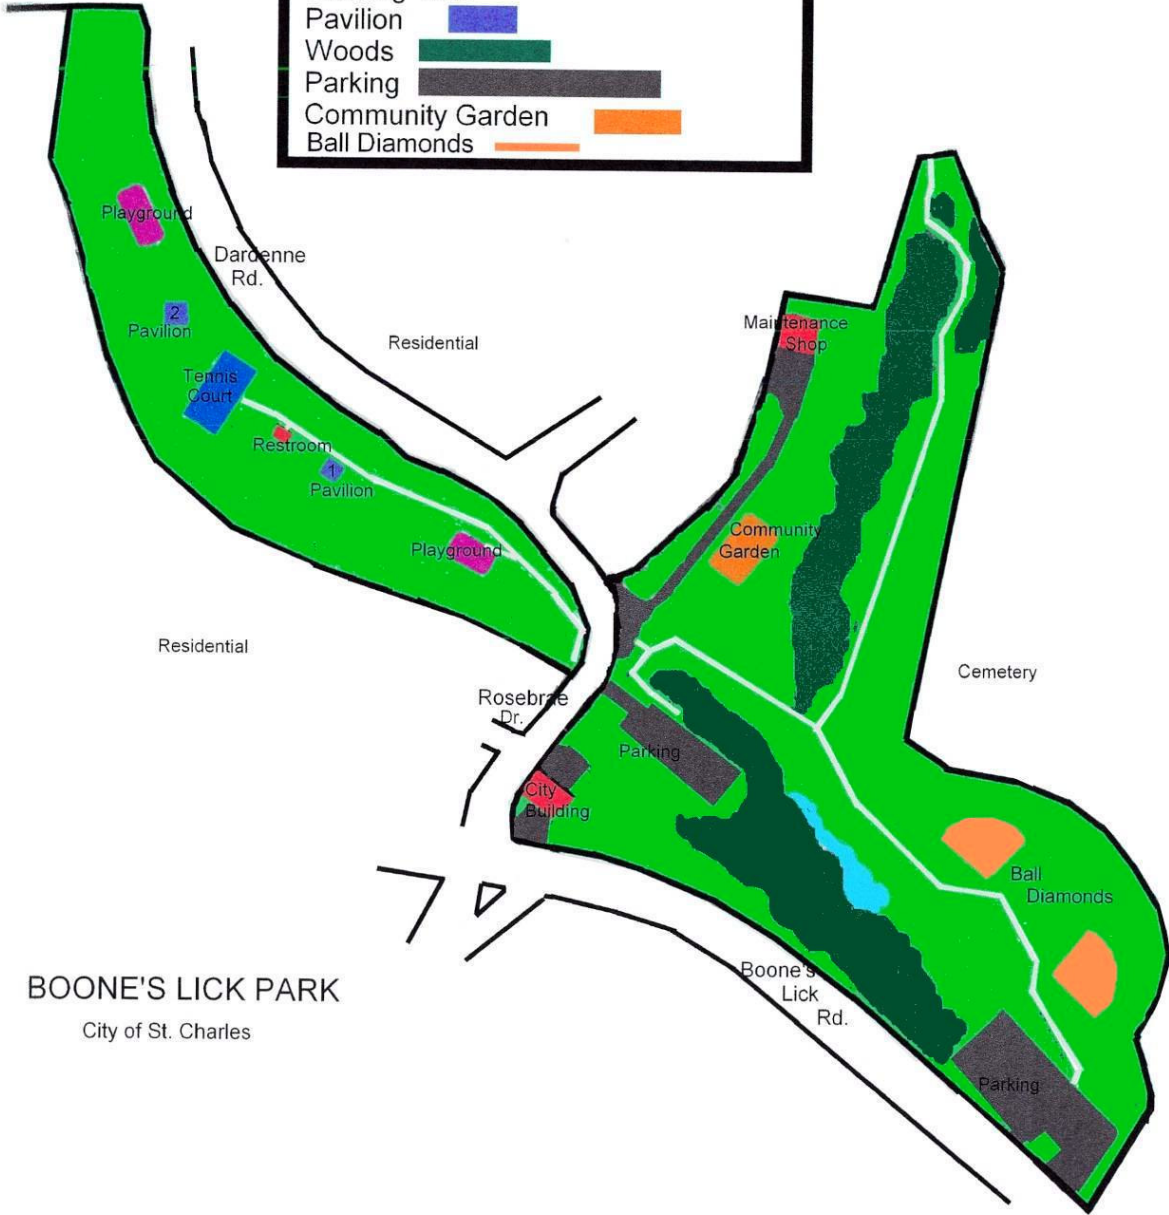 Pavilion
Woods
Parking
Community Garden
Ball Diamonds
Playground
Dardenne
Rd.
2
Pavilion
Residential
Maintenance
Shop
Tennis
Court
Restroom
1
Pavilion
Community
Garden
Playground
Residential
Cemetery
Rosebrae
Dr.
Parking
City
Building
Ball
Diamonds
BOONE'S LICK PARK
City of St. Charles
Boone's
Lick
Rd.
Parking